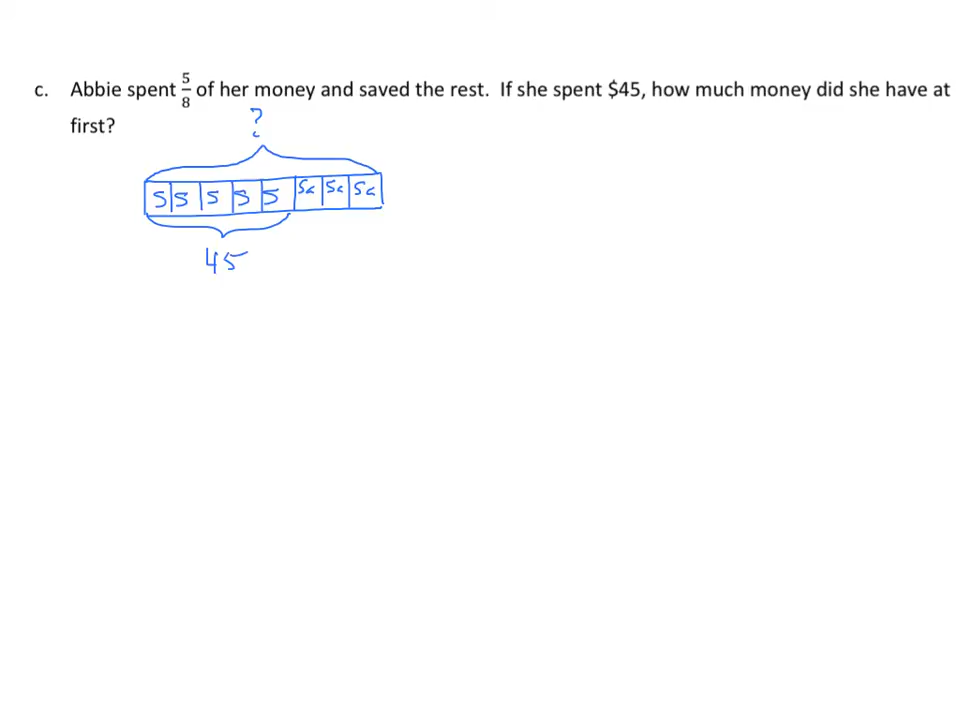 c. Abbie spent 5/8 of her money and saved the rest. If she spent $45, how much money did she have at
first?
?
S S S S S Sa Sa Sa
45